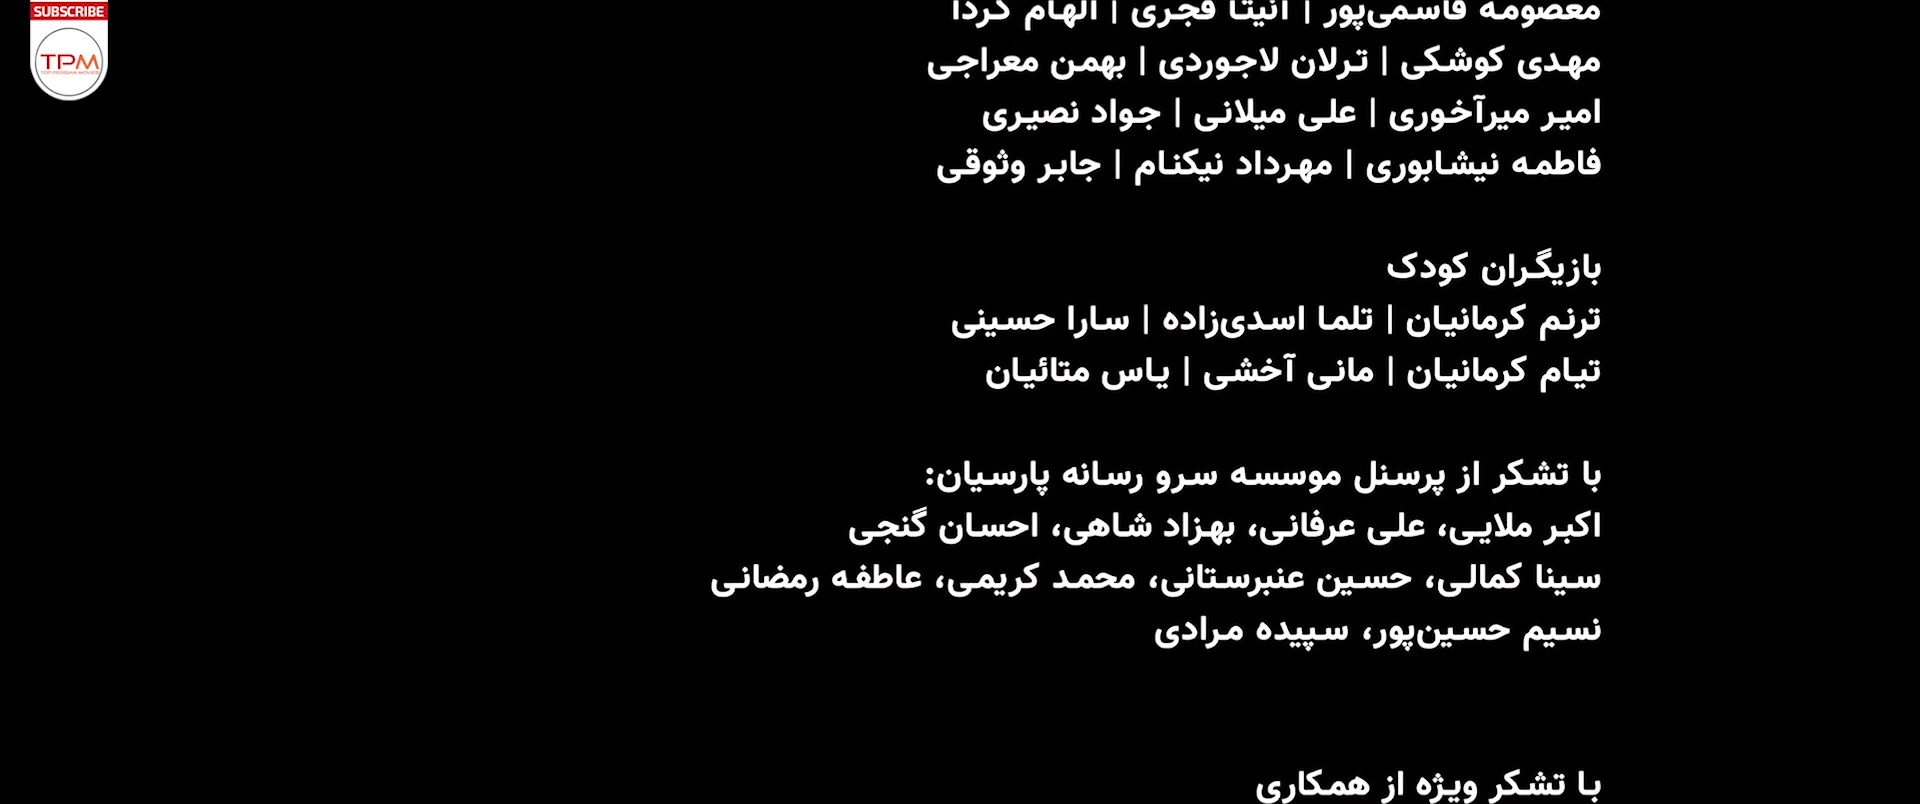 SUBSCRIBE
TPM
TOP PERSIAN MOVIES
معصومه قاسمی‌پور | آنیتا فجری | الهام کردا
مهدی کوشکی | ترلان لاجوردی | بهمن معراجی
امیر میرآخوری | علی میلانی | جواد نصیری
فاطمه نیشابوری | مهرداد نیکنام | جابر وثوقی
بازیگران کودک
ترنم کرمانیان | تلما اسدی‌زاده | سارا حسینی
تیام کرمانیان | مانی آخشی | یاس متائیان
با تشکر از پرسنل موسسه سرو رسانه پارسیان:
اکبر ملایی، علی عرفانی، بهزاد شاهی، احسان گنجی
سینا کمالی، حسین عنبرستانی، محمد کریمی، عاطفه رمضانی
نسیم حسین‌پور، سپیده مرادی
با تشکر ویژه از همکاری